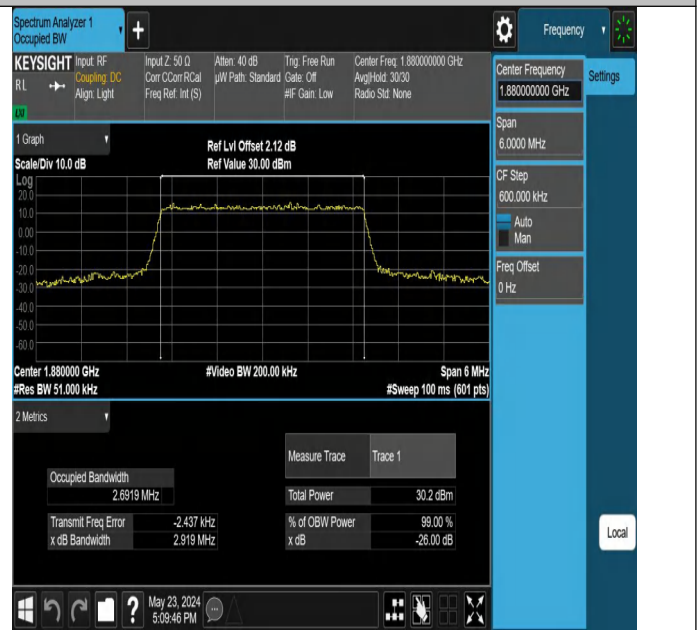 Spectrum Analyzer 1
Occupied BW
+
Frequency
KEYSIGHT
RL
Input: RF
Coupling: DC
Align: Light
Input Z: 50 Ω
Corr CCorr RCal
Freq Ref: Int (S)
Atten: 40 dB
µW Path: Standard
Trig: Free Run
Gate: Off
#IF Gain: Low
Center Freq: 1.880000000 GHz
Avg|Hold: 30/30
Radio Std: None
Center Frequency
1.880000000 GHz
Settings
Span
6.0000 MHz
CF Step
600.000 kHz
Auto
Man
Freq Offset
0 Hz
1 Graph
Scale/Div 10.0 dB
Ref Lvl Offset 2.12 dB
Ref Value 30.00 dBm
Log
20.0
10.0
0.00
-10.0
-20.0
-30.0
-40.0
-50.0
-60.0
Center 1.880000 GHz
#Res BW 51.000 kHz
#Video BW 200.00 kHz
Span 6 MHz
#Sweep 100 ms (601 pts)
2 Metrics
Measure Trace Trace 1
Occupied Bandwidth
2.6919 MHz
Total Power 30.2 dBm
Transmit Freq Error -2.437 kHz
% of OBW Power 99.00 %
x dB Bandwidth 2.919 MHz
x dB -26.00 dB
Local
?
May 23, 2024
5:09:46 PM